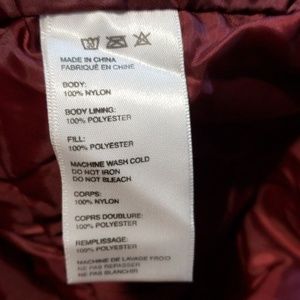 MADE IN CHINA
FABRIQUÉ EN CHINE
BODY:
100% NYLON
BODY LINING:
100% POLYESTER
FILL:
100% POLYESTER
MACHINE WASH COLD
DO NOT IRON
DO NOT BLEACH
CORPS:
100% NYLON
COPRS DOUBLURE:
100% POLYESTER
REMPLISSAGE:
100% POLYESTER
MACHINE DE LAVAGE FROID
NE PAS REPASSER
NE PAS BLANCHIR